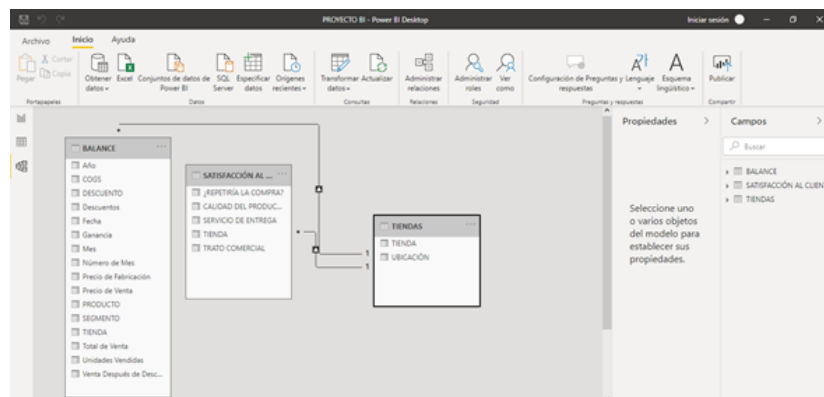 PROYECTO BI - Power BI Desktop
Iniciar sesión
Archivo Inicio Ayuda
Pegar
Cortar
Copia
Portapapeles
Obtener datos
Excel
Conjuntos de datos de Power BI
SQL Server
Especificar datos
Orígenes recientes
Datos
Transformar datos
Actualizar
Consultas
Administrar relaciones
Relaciones
Administrar roles
Ver como
Seguridad
Configuración de Preguntas y respuestas
Lenguaje
Esquema lingüístico
Preguntas y respuestas
Publicar
Compartir
BALANCE
Año
COGS
DESCUENTO
Descuentos
Fecha
Ganancia
Mes
Número de Mes
Precio de Fabricación
Precio de Venta
PRODUCTO
SEGMENTO
TIENDA
Total de Venta
Unidades Vendidas
Venta Después de Desc...
SATISFACCIÓN AL ...
¿REPETIRÍA LA COMPRA?
CALIDAD DEL PRODUC...
SERVICIO DE ENTREGA
TIENDA
TRATO COMERCIAL
*
*
1
1
TIENDAS
TIENDA
UBICACIÓN
Propiedades
Seleccione uno
o varios objetos
del modelo para
establecer sus
propiedades.
Campos
Buscar
BALANCE
SATISFACCIÓN AL CLIEN
TIENDAS